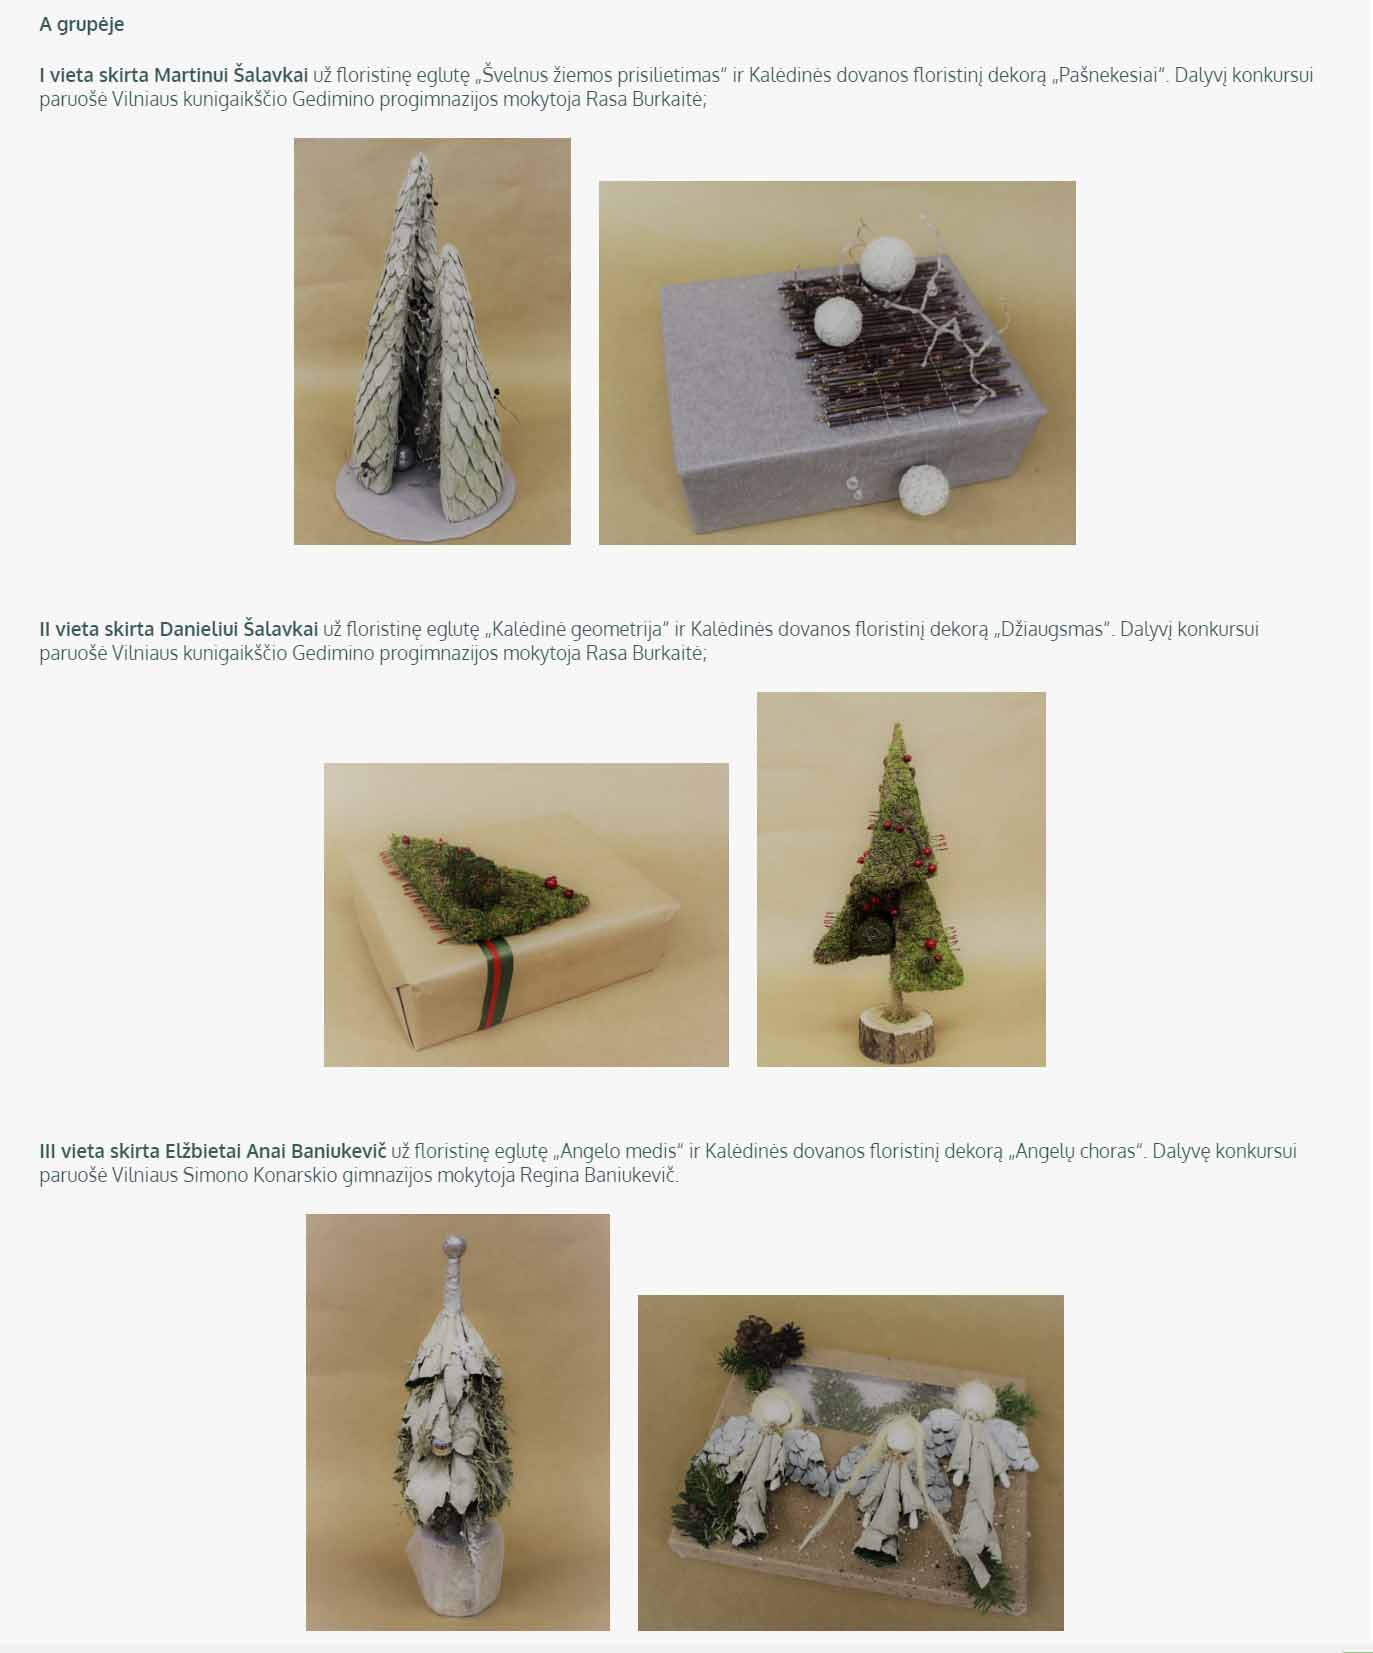 A grupėje
I vieta skirta Martinui Šalavkai už floristinę eglutę „Švelnus žiemos prisilietimas“ ir Kalėdinės dovanos floristinį dekorą „Pašnekesiai“. Dalyvį konkursui
paruošė Vilniaus kunigaikščio Gedimino progimnazijos mokytoja Rasa Burkaitė;
II vieta skirta Danieliui Šalavkai už floristinę eglutę „Kalėdinė geometrija“ ir Kalėdinės dovanos floristinį dekorą „Džiaugsmas“. Dalyvį konkursui
paruošė Vilniaus kunigaikščio Gedimino progimnazijos mokytoja Rasa Burkaitė;
III vieta skirta Elžbietai Anai Baniukevič už floristinę eglutę „Angelo medis“ ir Kalėdinės dovanos floristinį dekorą „Angelų choras“. Dalyvę konkursui
paruošė Vilniaus Simono Konarskio gimnazijos mokytoja Regina Baniukevič.